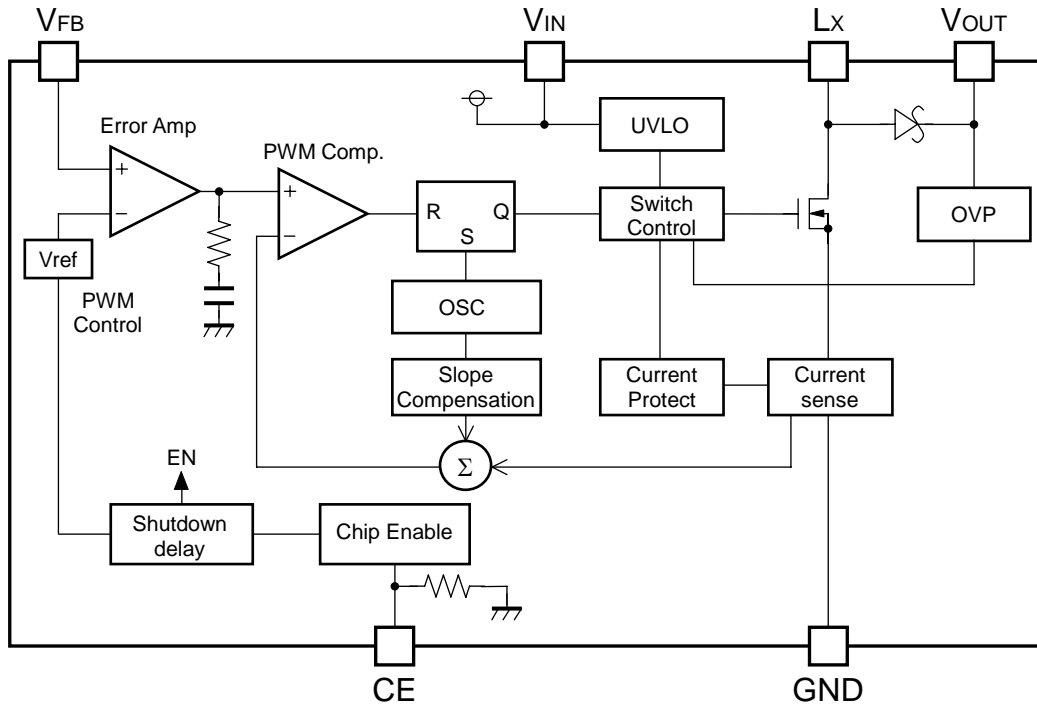 VFB
VIN
LX
VOUT
Error Amp
PWM Comp.
UVLO
+
−
+
−
R
Q
S
Switch
Control
OVP
Vref
PWM
Control
OSC
Slope
Compensation
Current
Protect
Current
sense
Σ
EN
Shutdown
delay
Chip Enable
CE
GND